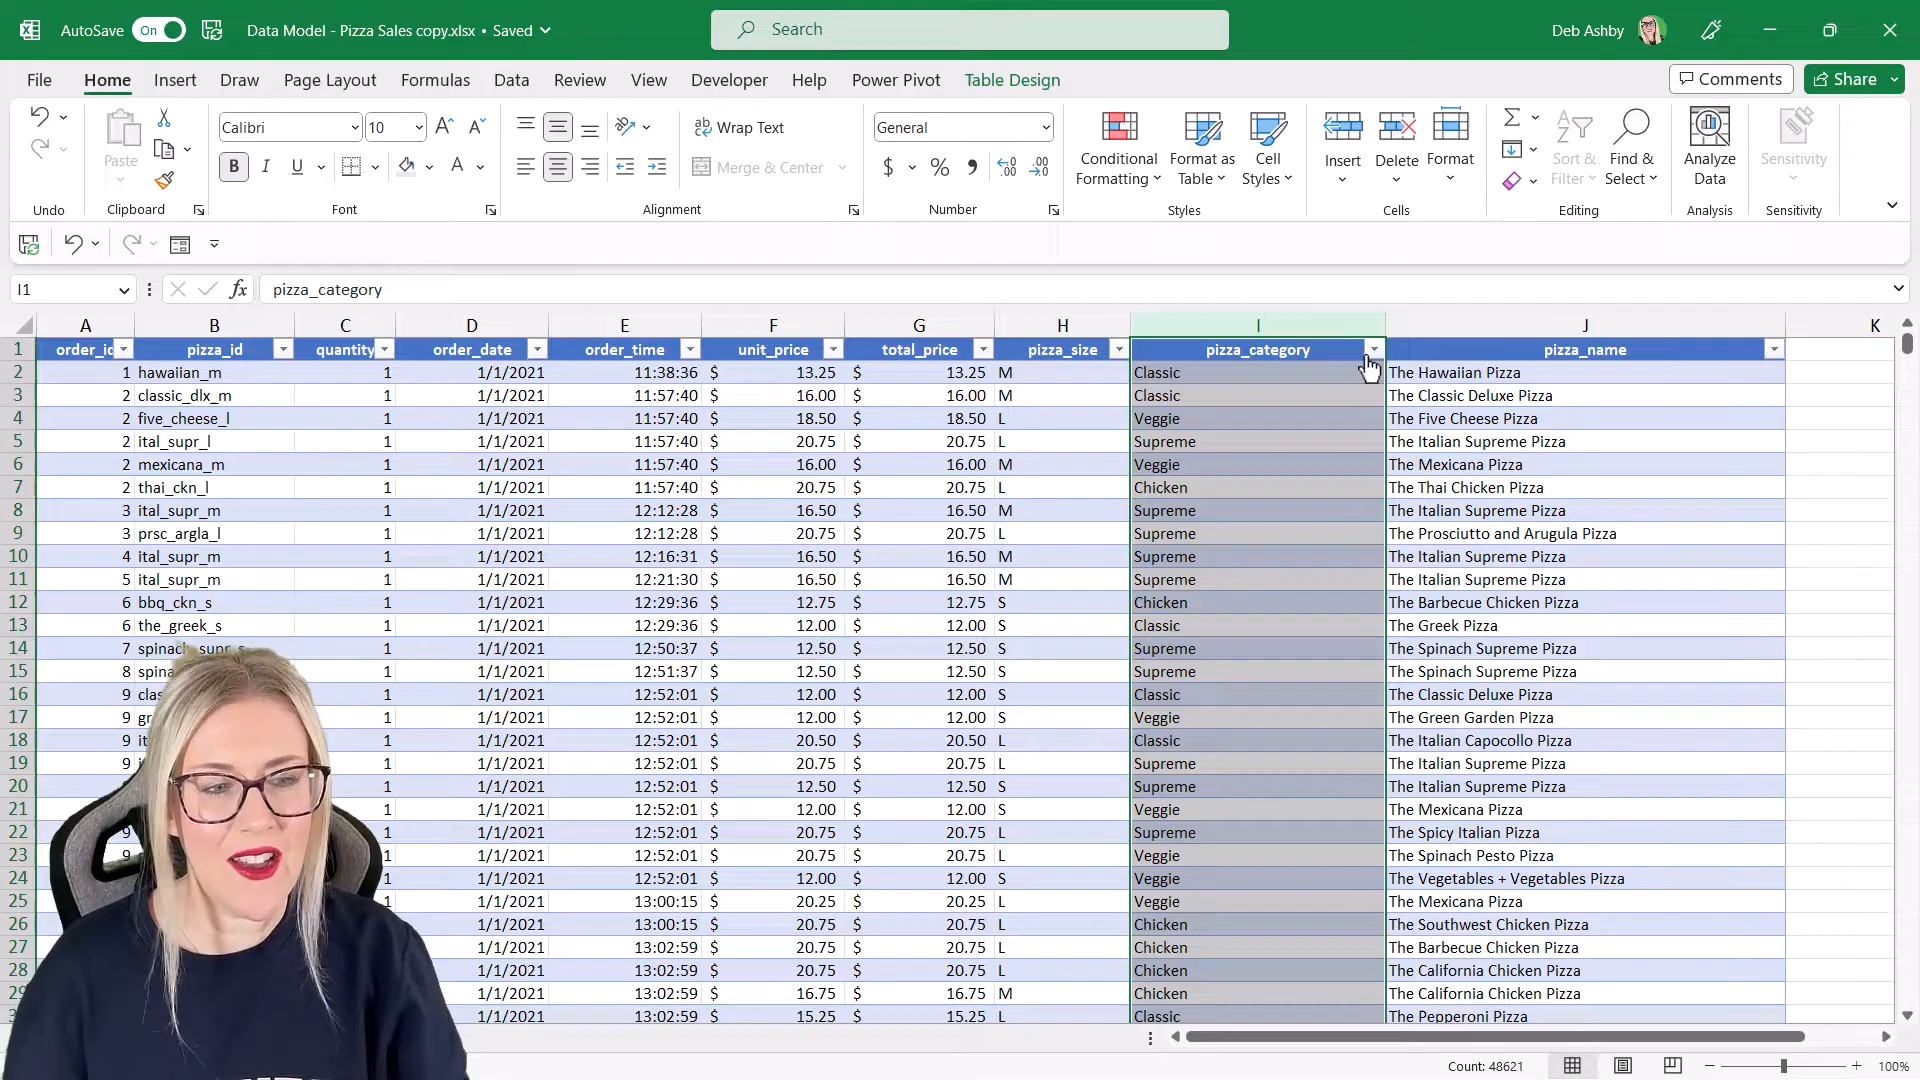 AutoSave On Data Model - Pizza Sales copy.xlsx • Saved Search Deb Ashby
File Home Insert Draw Page Layout Formulas Data Review View Developer Help Power Pivot Table Design Comments Share
Calibri 10 Wrap Text General
Paste Conditional Format as Cell Insert Delete Format Sort & Find & Analyze Sensitivity
B I U A Merge & Center $ % Formatting Table Styles Filter Select Data
Undo Clipboard Font Alignment Number Styles Cells Editing Analysis Sensitivity
I1 fx pizza_category
A B C D E F G H I J K
1 order_id pizza_id quantity order_date order_time unit_price total_price pizza_size pizza_category pizza_name
2 1 hawaiian_m 1 1/1/2021 11:38:36 $ 13.25 $ 13.25 M Classic The Hawaiian Pizza
3 2 classic_dlx_m 1 1/1/2021 11:57:40 $ 16.00 $ 16.00 M Classic The Classic Deluxe Pizza
4 2 five_cheese_l 1 1/1/2021 11:57:40 $ 18.50 $ 18.50 L Veggie The Five Cheese Pizza
5 2 ital_supr_l 1 1/1/2021 11:57:40 $ 20.75 $ 20.75 L Supreme The Italian Supreme Pizza
6 2 mexicana_m 1 1/1/2021 11:57:40 $ 16.00 $ 16.00 M Veggie The Mexicana Pizza
7 2 thai_ckn_l 1 1/1/2021 11:57:40 $ 20.75 $ 20.75 L Chicken The Thai Chicken Pizza
8 3 ital_supr_m 1 1/1/2021 12:12:28 $ 16.50 $ 16.50 M Supreme The Italian Supreme Pizza
9 3 prsc_argla_l 1 1/1/2021 12:12:28 $ 20.75 $ 20.75 L Supreme The Prosciutto and Arugula Pizza
10 4 ital_supr_m 1 1/1/2021 12:16:31 $ 16.50 $ 16.50 M Supreme The Italian Supreme Pizza
11 5 ital_supr_m 1 1/1/2021 12:21:30 $ 16.50 $ 16.50 M Supreme The Italian Supreme Pizza
12 6 bbq_ckn_s 1 1/1/2021 12:29:36 $ 12.75 $ 12.75 S Chicken The Barbecue Chicken Pizza
13 6 the_greek_s 1 1/1/2021 12:29:36 $ 12.00 $ 12.00 S Classic The Greek Pizza
14 7 spinach_supr_s 1 1/1/2021 12:50:37 $ 12.50 $ 12.50 S Supreme The Spinach Supreme Pizza
15 8 spina 1 1/1/2021 12:51:37 $ 12.50 $ 12.50 S Supreme The Spinach Supreme Pizza
16 9 clas 1 1/1/2021 12:52:01 $ 12.00 $ 12.00 S Classic The Classic Deluxe Pizza
17 9 gr 1 1/1/2021 12:52:01 $ 12.00 $ 12.00 S Veggie The Green Garden Pizza
18 9 it 1 1/1/2021 12:52:01 $ 20.50 $ 20.50 L Classic The Italian Capocollo Pizza
19 9 1 1/1/2021 12:52:01 $ 20.75 $ 20.75 L Supreme The Italian Supreme Pizza
20 1 1/1/2021 12:52:01 $ 12.50 $ 12.50 S Supreme The Italian Supreme Pizza
21 1 1/1/2021 12:52:01 $ 12.00 $ 12.00 S Veggie The Mexicana Pizza
22 9 1 1/1/2021 12:52:01 $ 20.75 $ 20.75 L Supreme The Spicy Italian Pizza
23 9 1 1/1/2021 12:52:01 $ 20.75 $ 20.75 L Veggie The Spinach Pesto Pizza
24 1 1/1/2021 12:52:01 $ 12.00 $ 12.00 S Veggie The Vegetables + Vegetables Pizza
25 1 1/1/2021 13:00:15 $ 20.25 $ 20.25 L Veggie The Mexicana Pizza
26 1/1/2021 13:00:15 $ 20.75 $ 20.75 L Chicken The Southwest Chicken Pizza
27 1/1/2021 13:02:59 $ 20.75 $ 20.75 L Chicken The Barbecue Chicken Pizza
28 1/1/2021 13:02:59 $ 20.75 $ 20.75 L Chicken The California Chicken Pizza
29 1/1/2021 13:02:59 $ 16.75 $ 16.75 M Chicken The California Chicken Pizza
1/1/2021 13:02:59 $ 15.25 $ 15.25 L Classic The Pepperoni Pizza
Count: 48621 100%